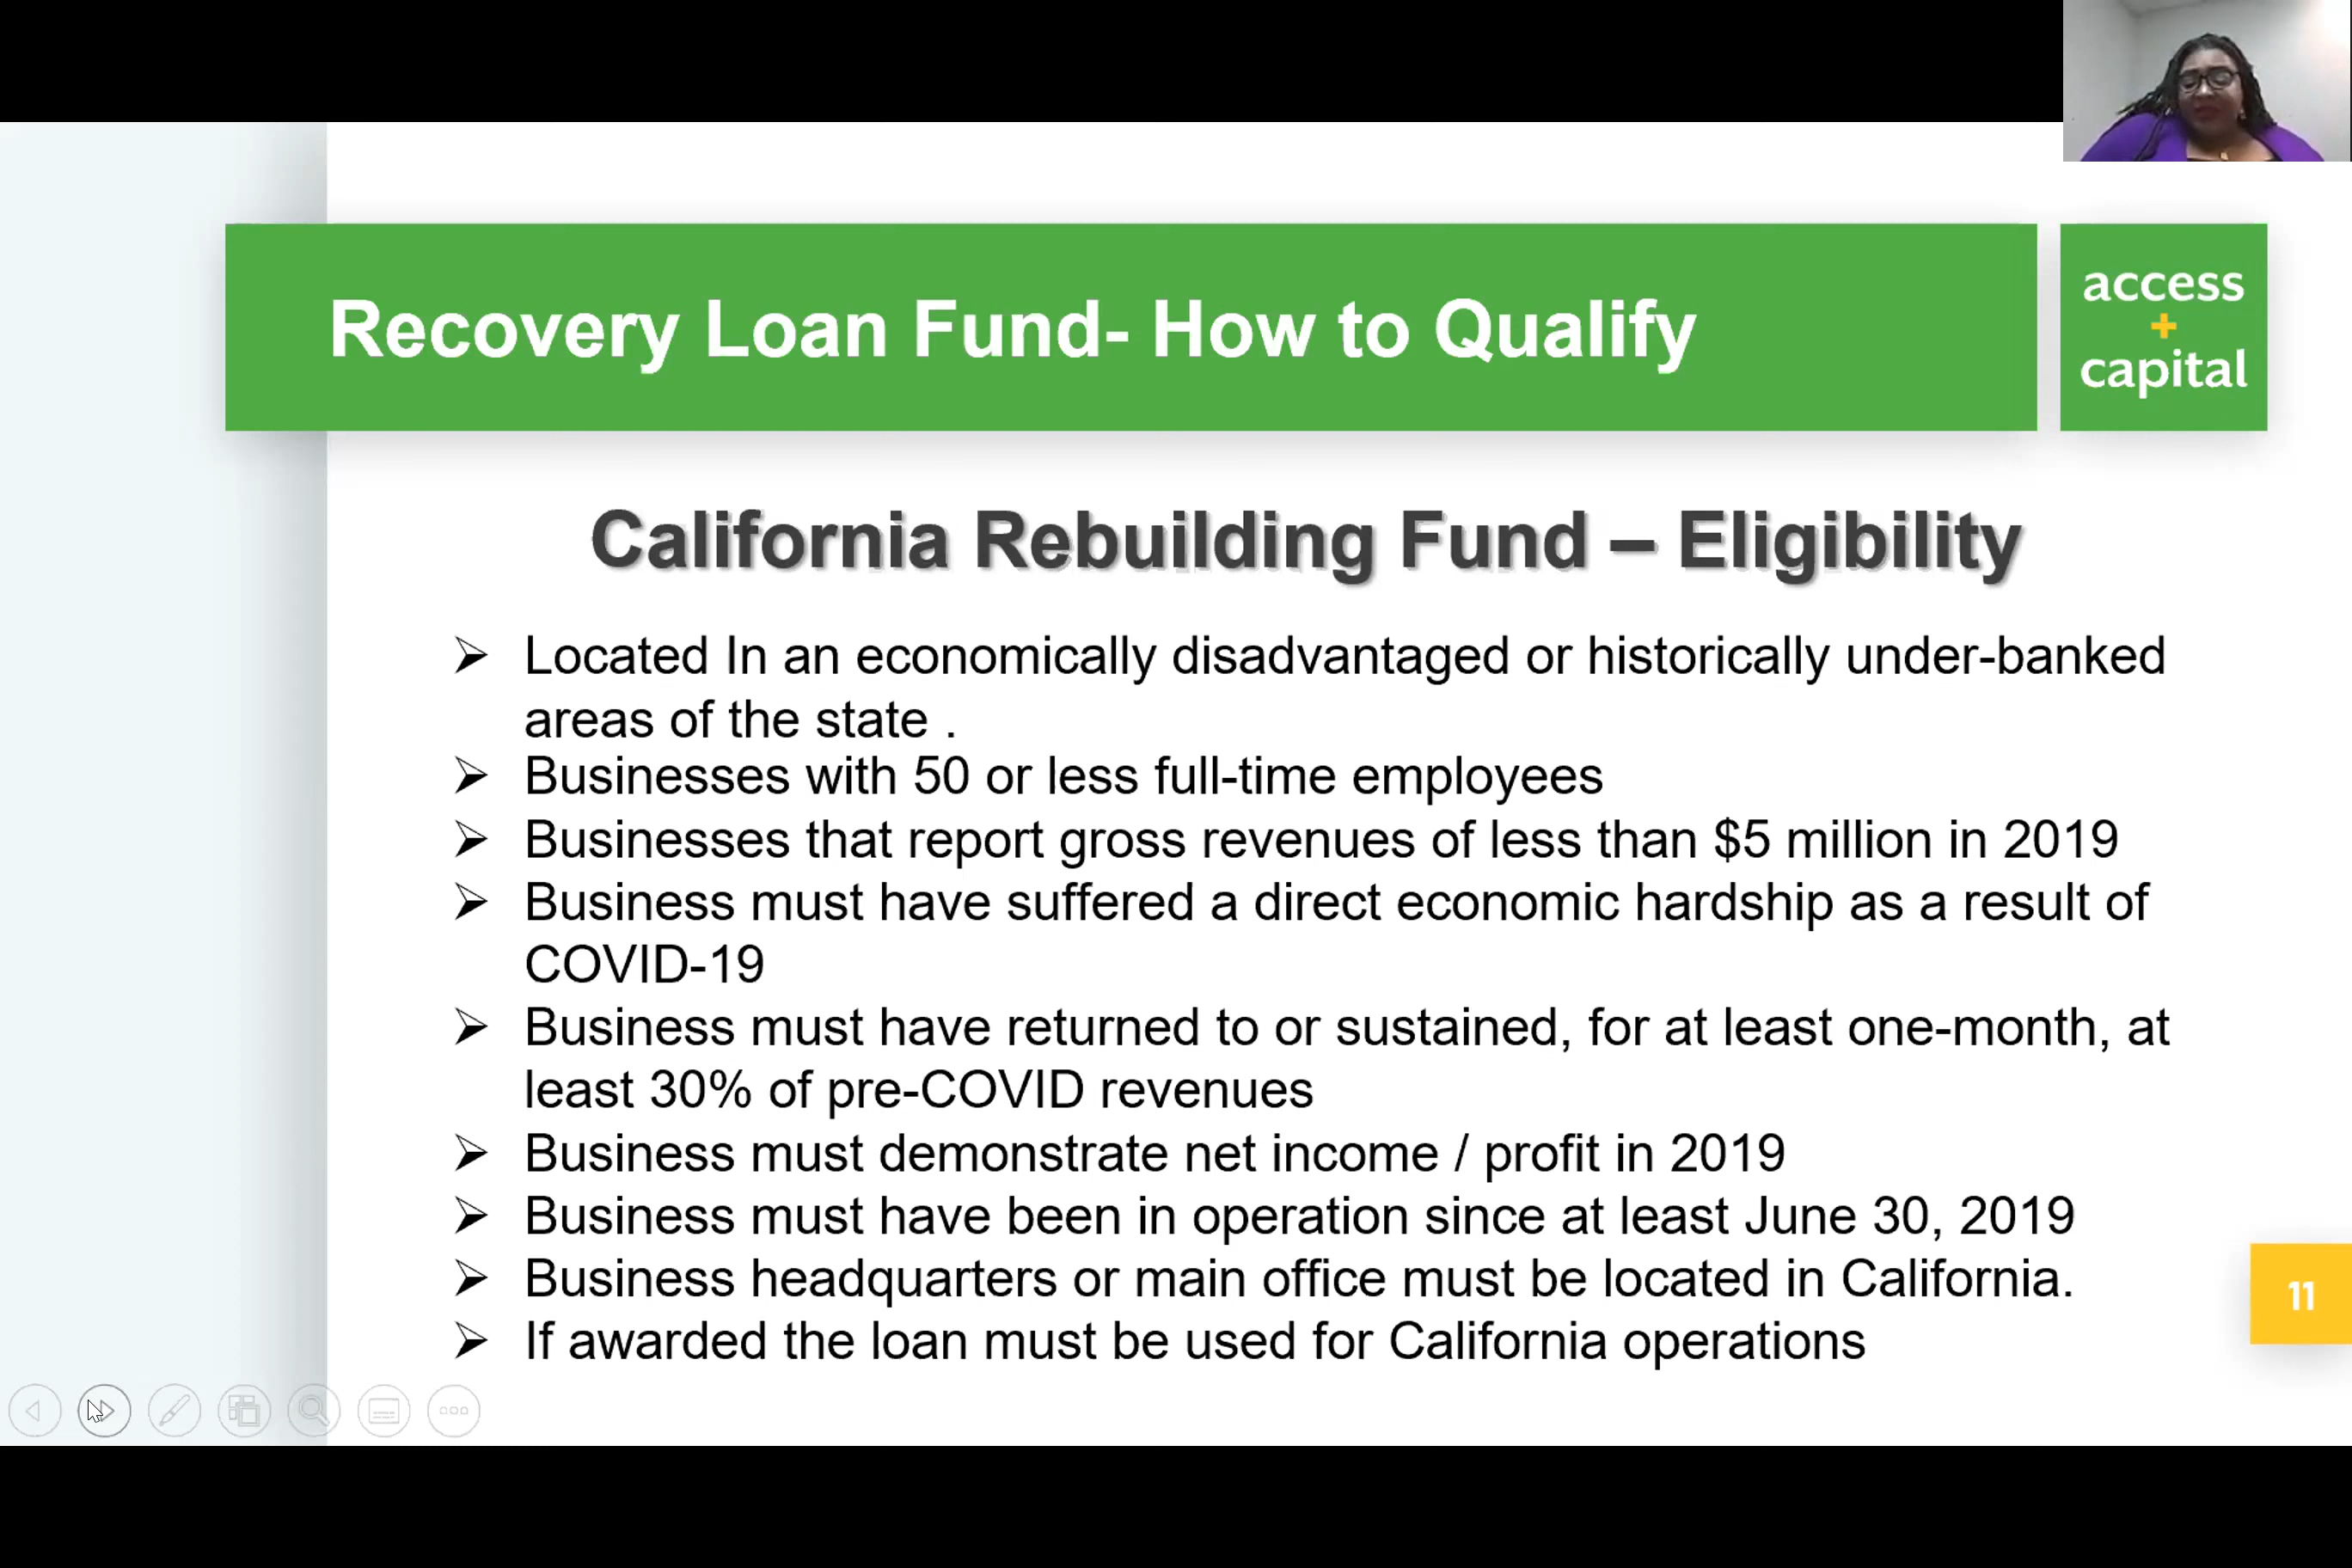 Recovery Loan Fund- How to Qualify
access
+
capital
California Rebuilding Fund – Eligibility
➢ Located In an economically disadvantaged or historically under-banked
areas of the state .
➢ Businesses with 50 or less full-time employees
➢ Businesses that report gross revenues of less than $5 million in 2019
➢ Business must have suffered a direct economic hardship as a result of
COVID-19
➢ Business must have returned to or sustained, for at least one-month, at
least 30% of pre-COVID revenues
➢ Business must demonstrate net income / profit in 2019
➢ Business must have been in operation since at least June 30, 2019
➢ Business headquarters or main office must be located in California.
➢ If awarded the loan must be used for California operations
11